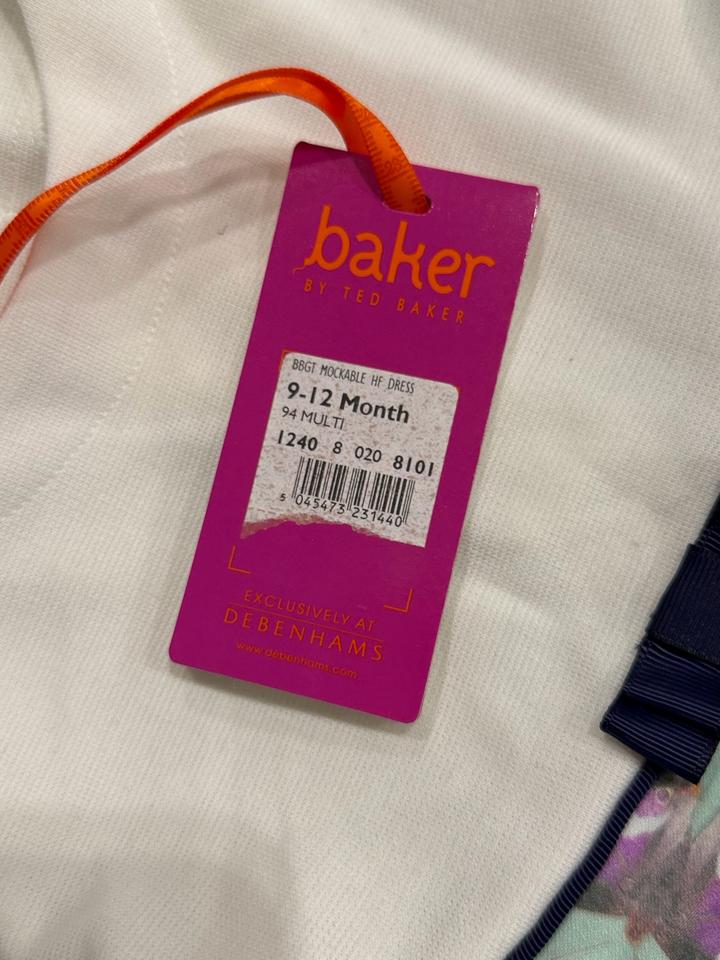 baker
BY TED BAKER
BBGT MOCKABLE HF DRESS
9-12 Month
94 MULTI
1240 8 020 8101
5 045473 231440
EXCLUSIVELY AT
DEBENHAMS
www.debenhams.com